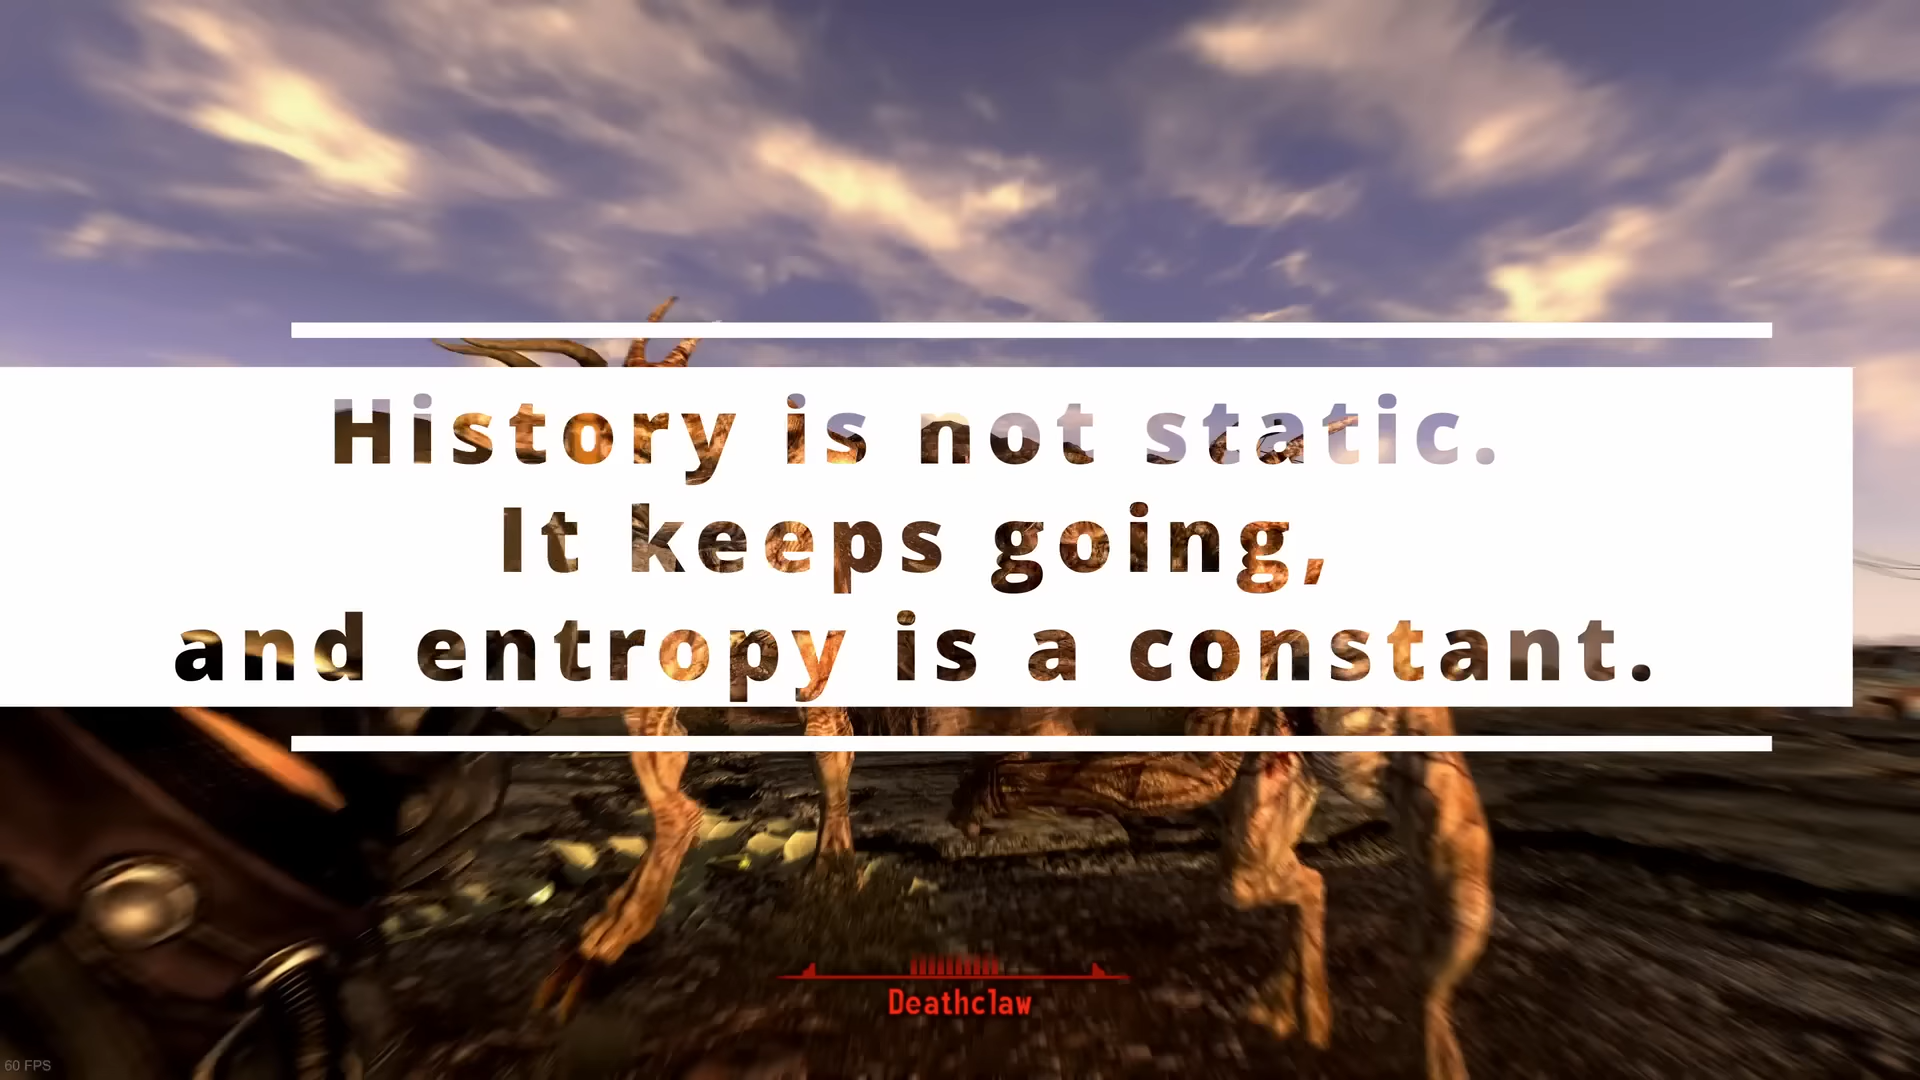 History is not static.
It keeps going,
and entropy is a constant.
Deathclaw
60 FPS